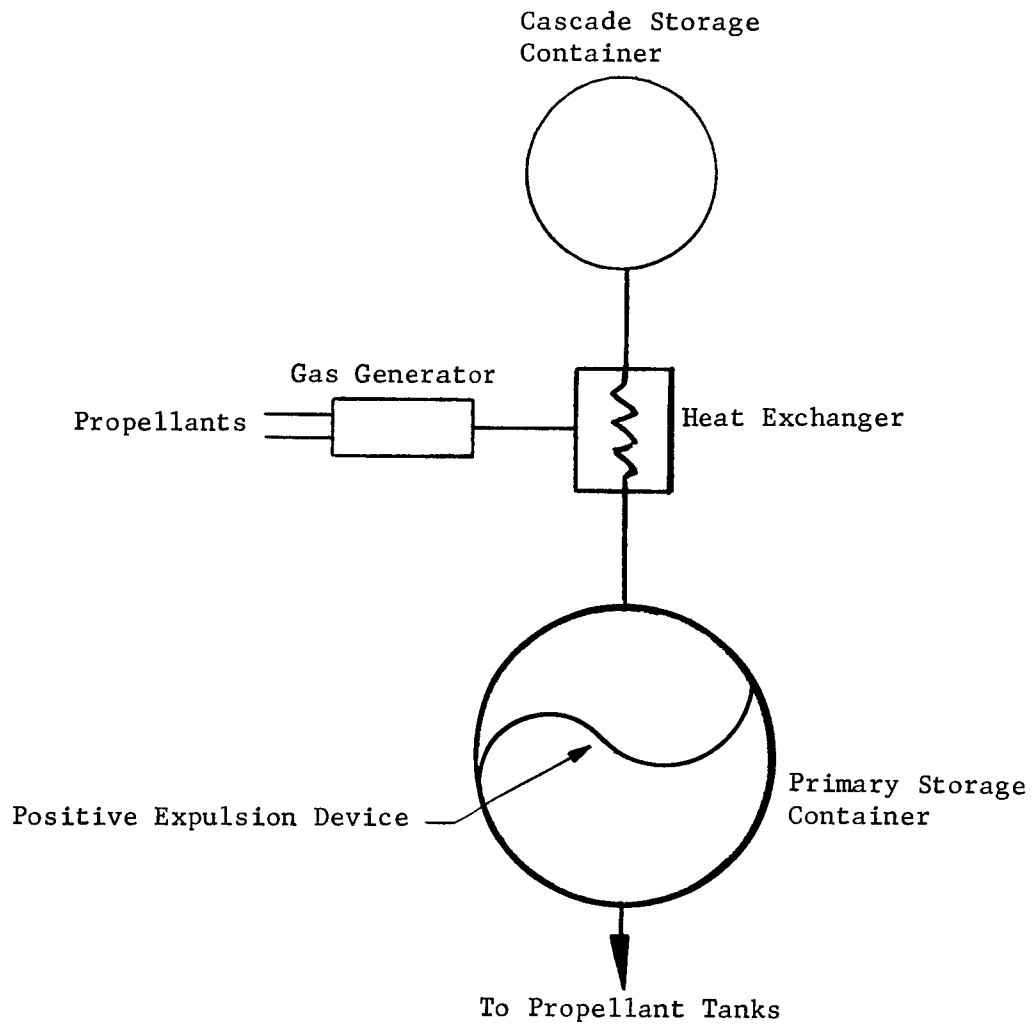 Cascade Storage
Container
Gas Generator
Propellants
Heat Exchanger
Primary Storage
Container
Positive Expulsion Device
To Propellant Tanks